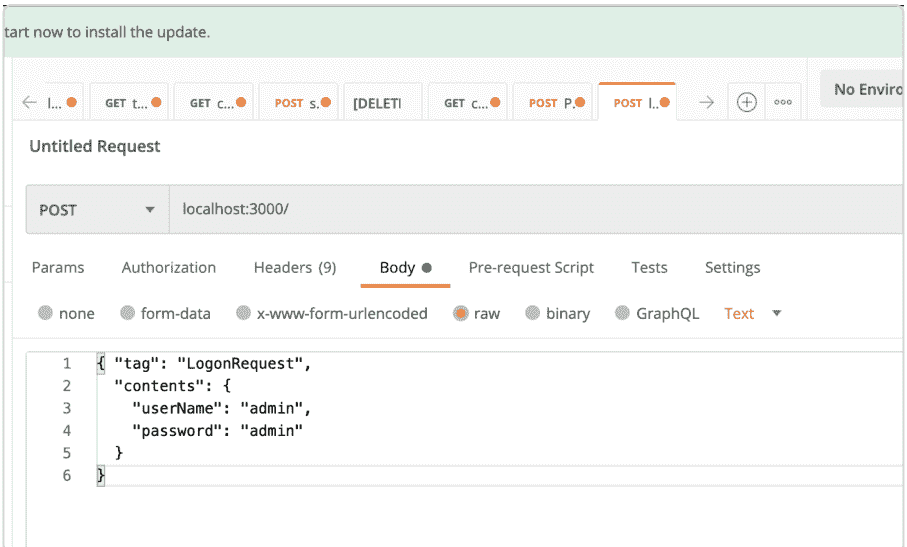 tart now to install the update.
l... GET t... GET c... POST s. [DELETI GET c... POST P. POST l.. No Enviro
Untitled Request
POST localhost:3000/
Params Authorization Headers (9) Body Pre-request Script Tests Settings
none form-data x-www-form-urlencoded raw binary GraphQL Text
1 { "tag": "LogonRequest",
2 "contents": {
3 "userName": "admin",
4 "password": "admin"
5 }
6 }